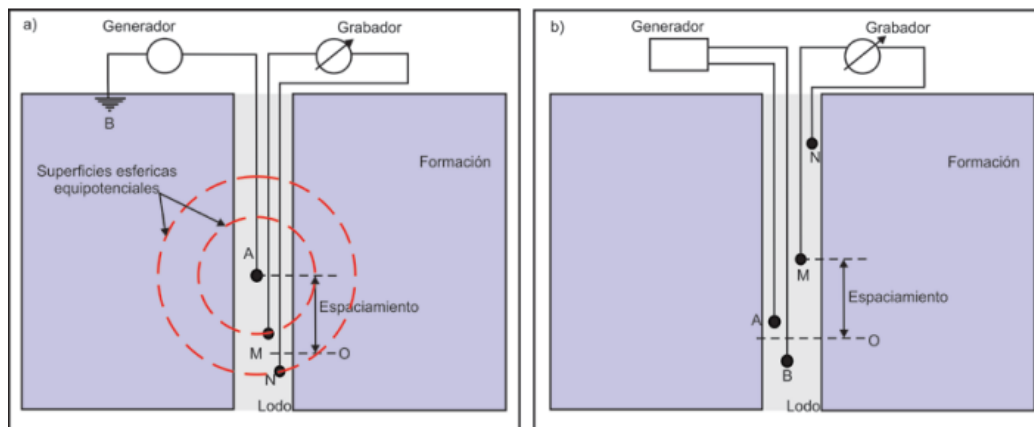 a)
Generador
Grabador
B
Superficies esfericas
equipotenciales
Formación
A
Espaciamiento
M
O
N
Lodo
b)
Generador
Grabador
N
Formación
M
Espaciamiento
A
O
B
Lodo